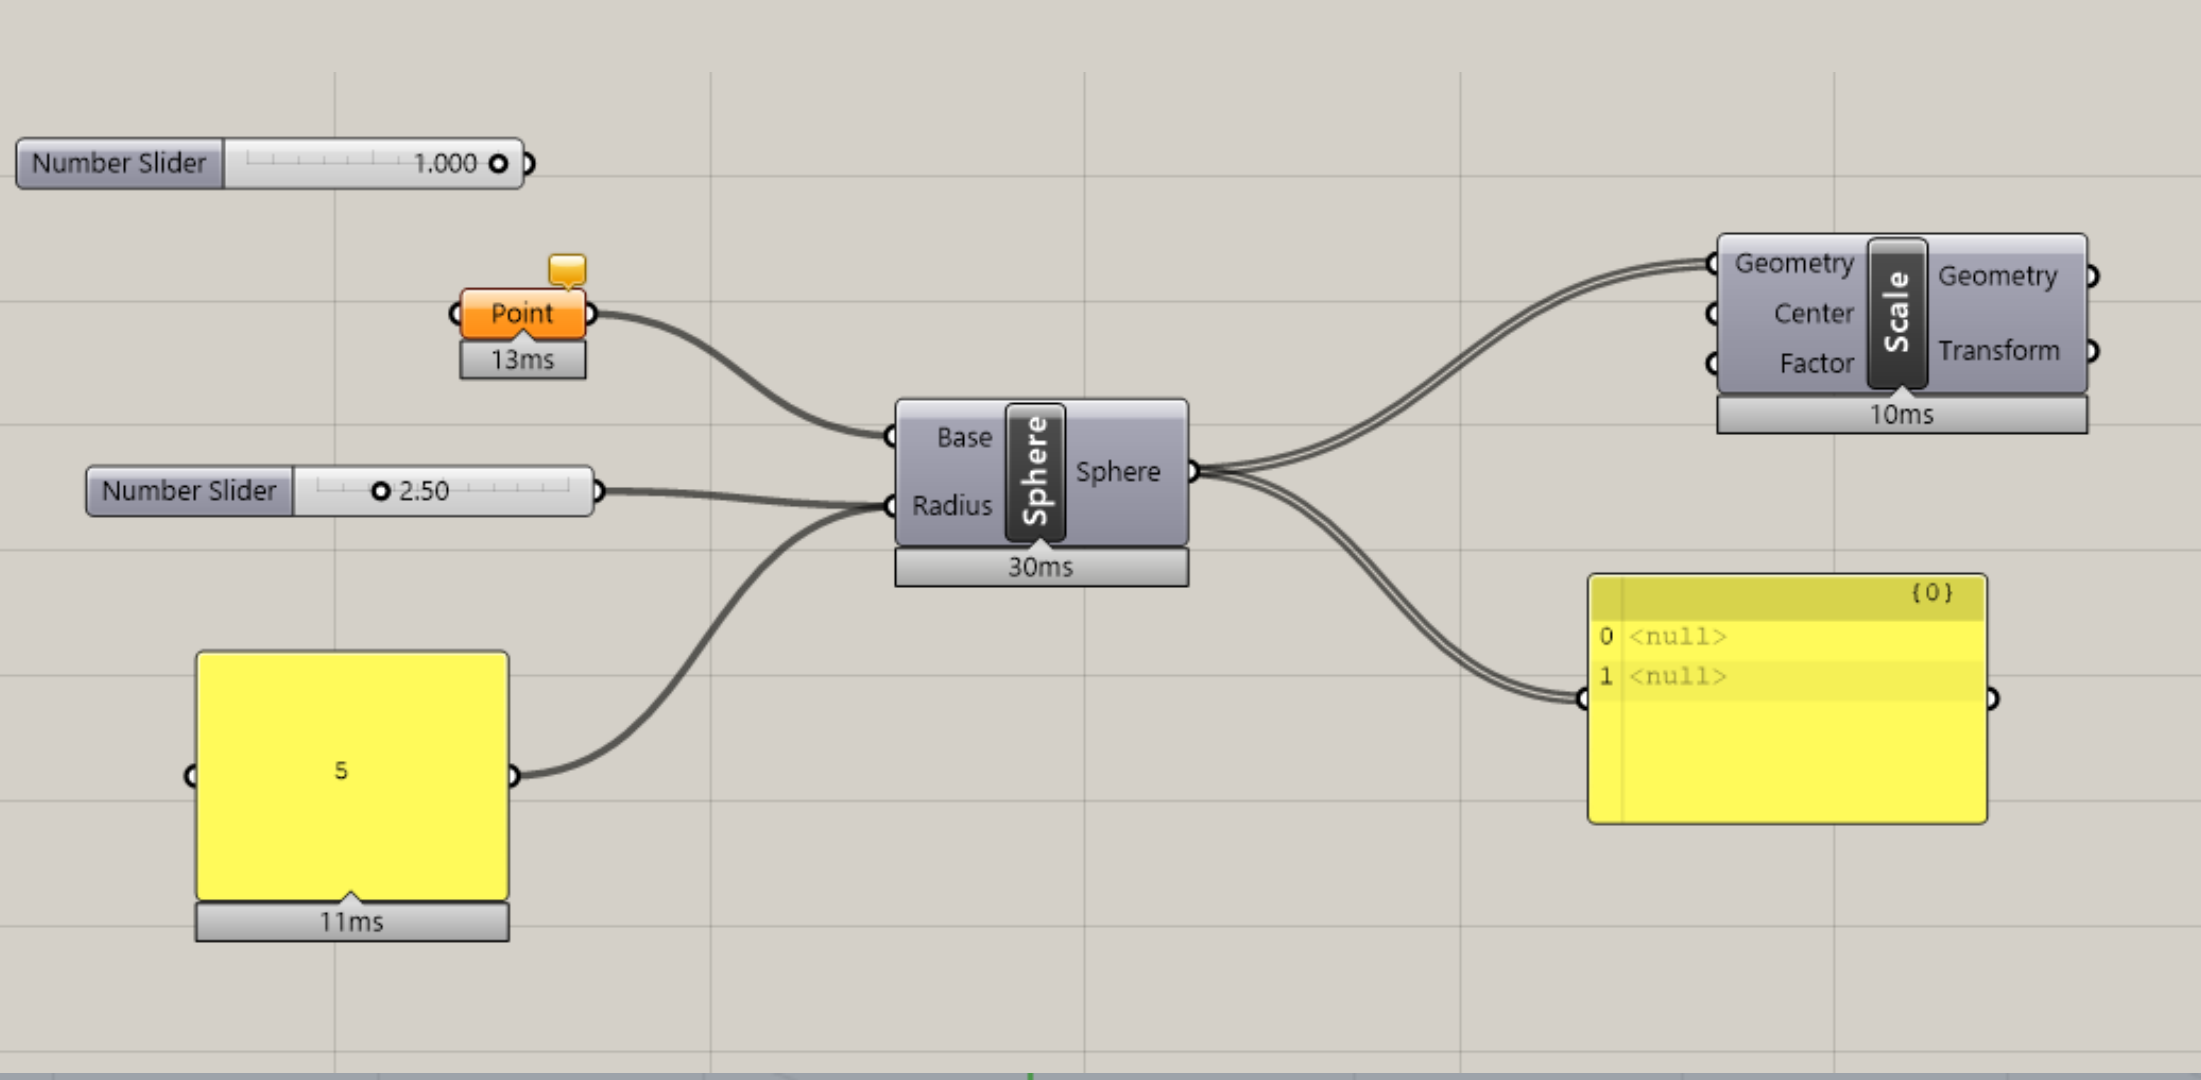 Number Slider 1.000
Point
13ms
Number Slider 2.50
5
11ms
Base
Radius
Sphere
Sphere
30ms
Geometry
Center
Factor
Scale
Geometry
Transform
10ms
{0}
0 <null>
1 <null>